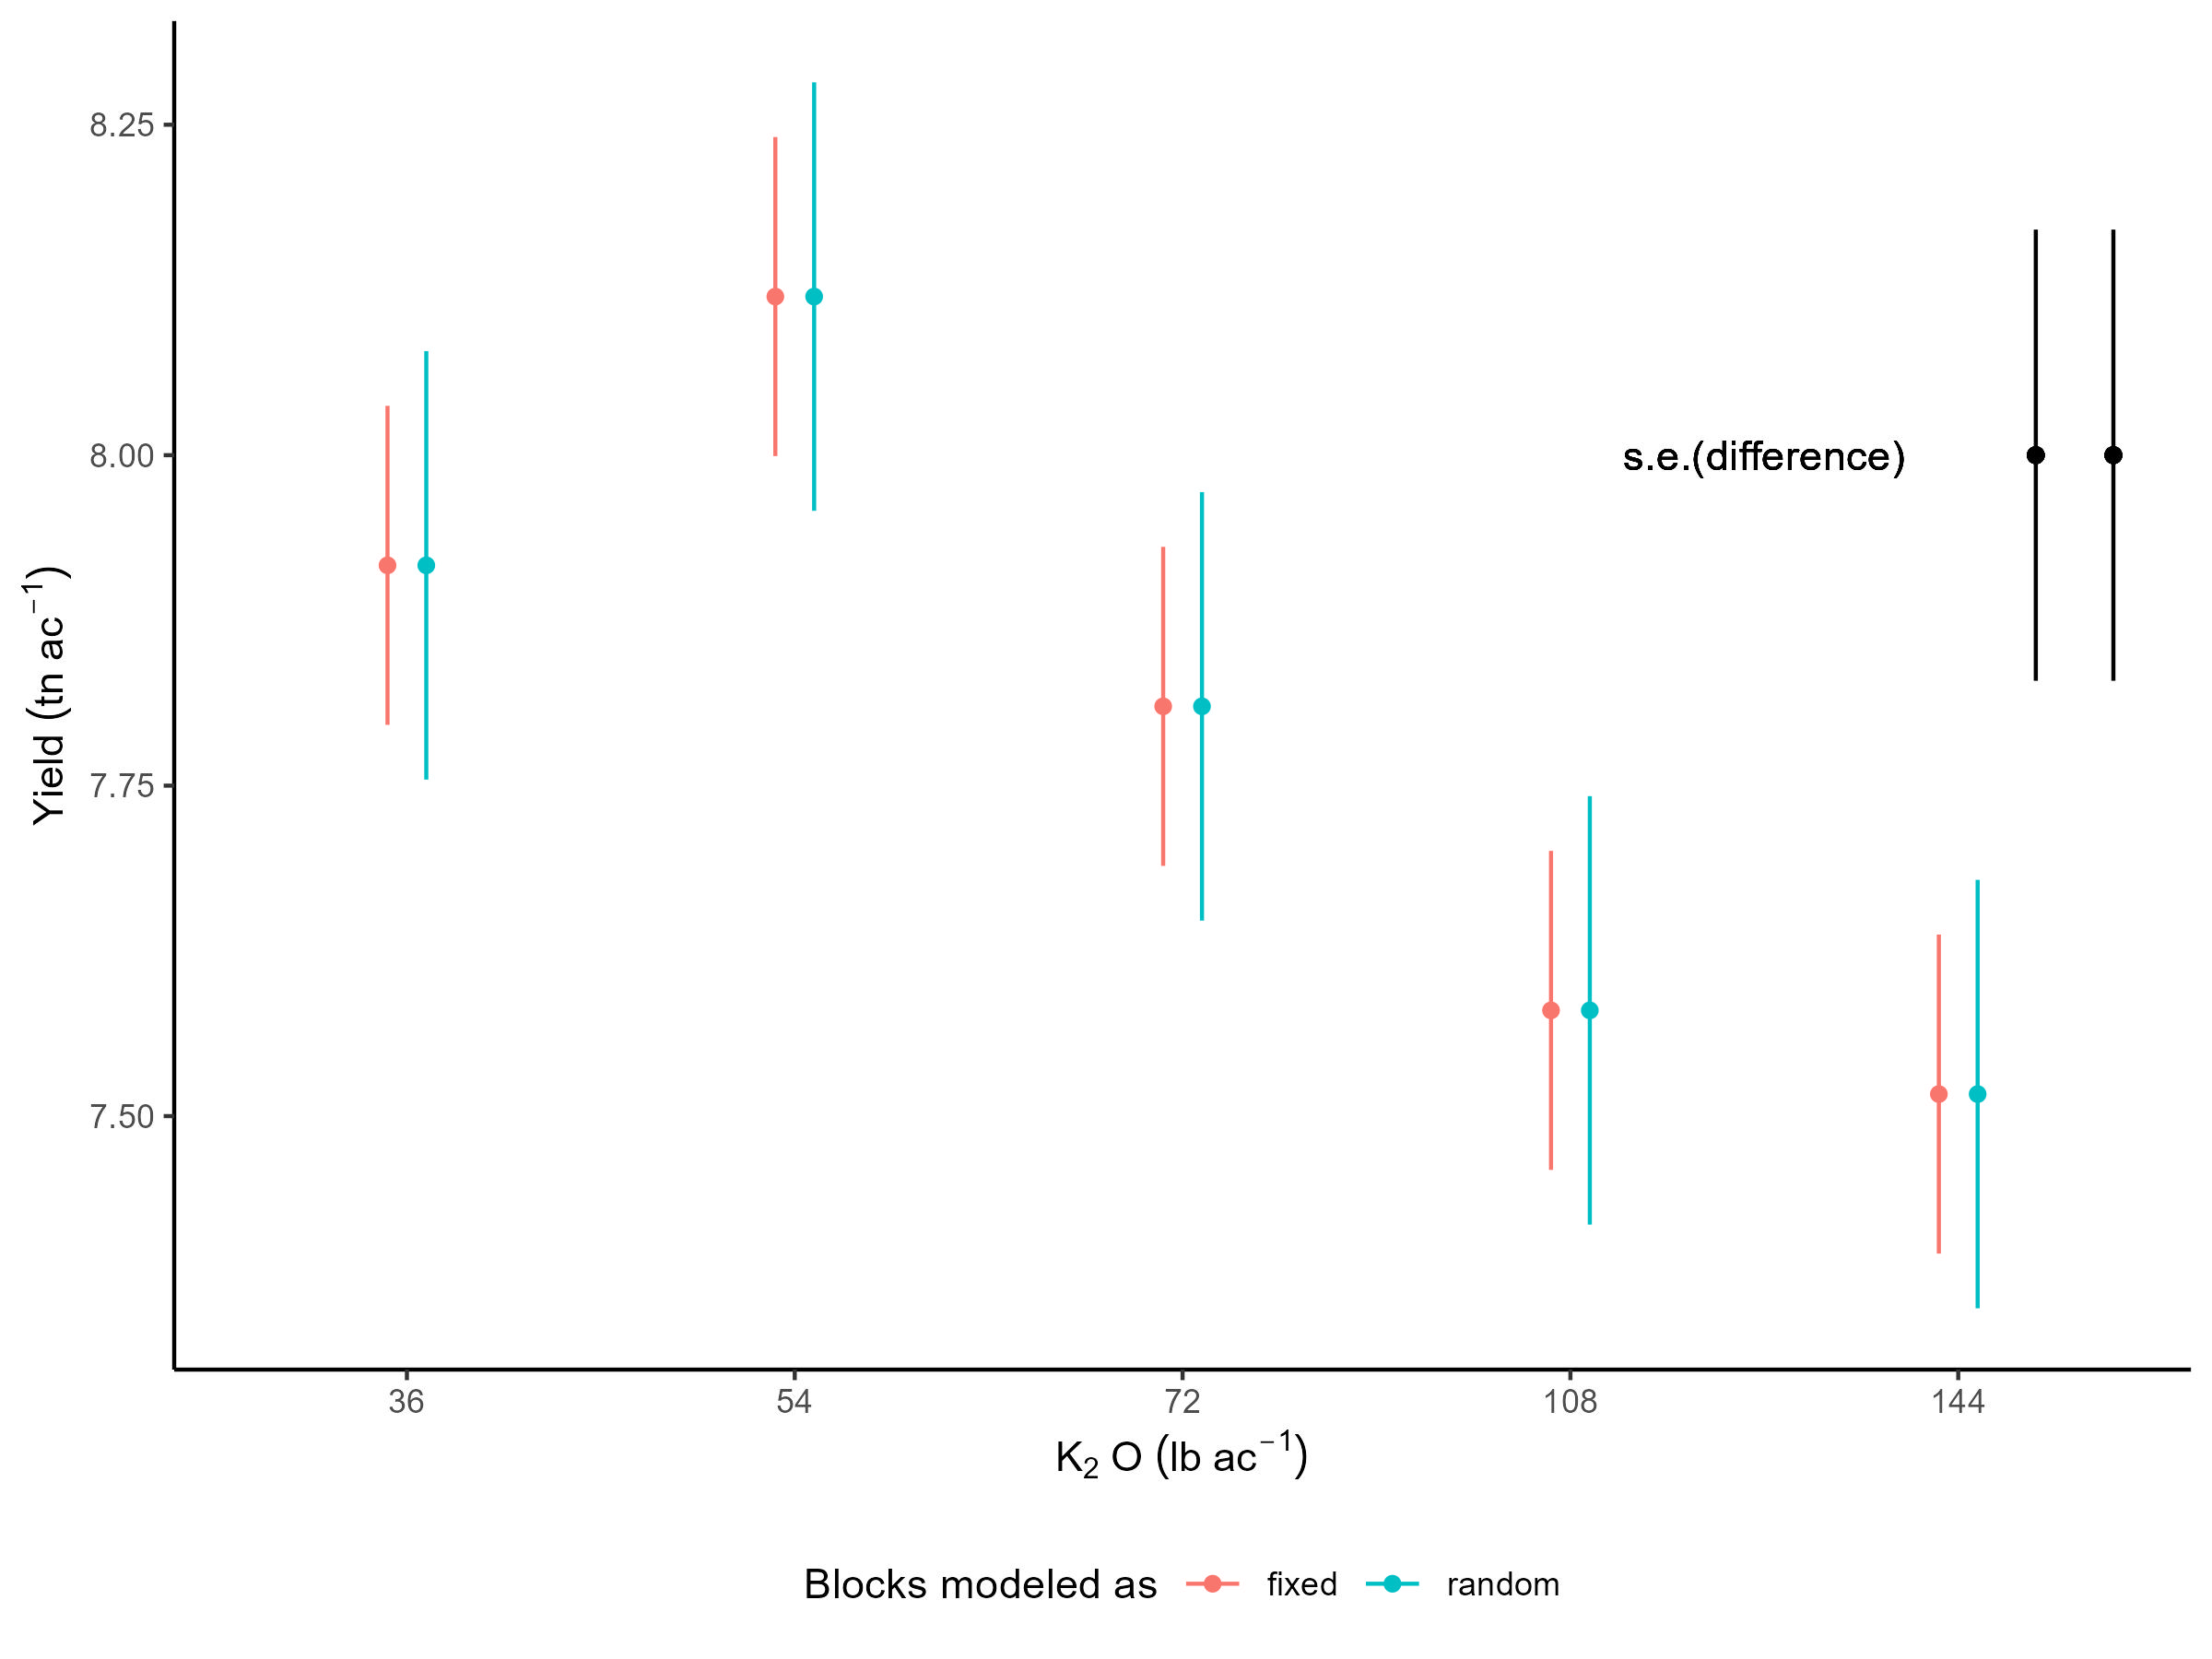 8.25
8.00
7.75
7.50
Yield (tn ac⁻¹)
s.e.(difference)
36 54 72 108 144
K₂ O (lb ac⁻¹)
Blocks modeled as fixed random